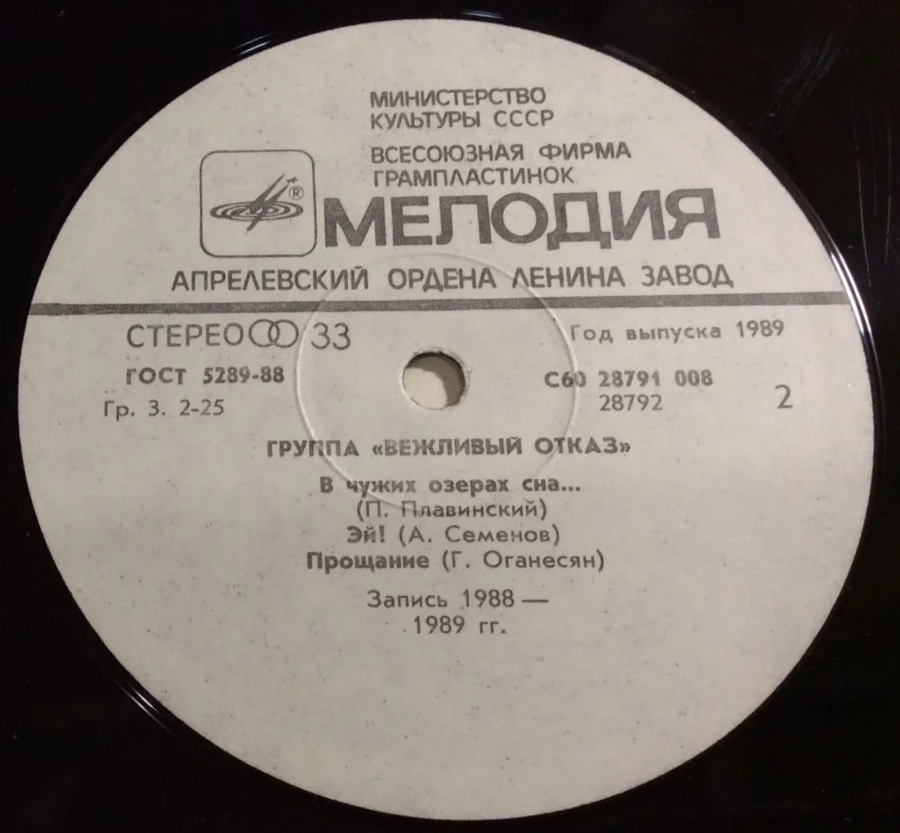 МИНИСТЕРСТВО
КУЛЬТУРЫ СССР
ВСЕСОЮЗНАЯ ФИРМА
ГРАМПЛАСТИНОК
®
МЕЛОДИЯ
АПРЕЛЕВСКИЙ ОРДЕНА ЛЕНИНА ЗАВОД
СТЕРЕО 33
Год выпуска 1989
ГОСТ 5289-88
С60 28791 008
Гр. 3. 2-25
28792
2
ГРУППА «ВЕЖЛИВЫЙ ОТКАЗ»
В чужих озерах сна...
(П. Плавинский)
Эй! (А. Семенов)
Прощание (Г. Оганесян)
Запись 1988 —
1989 гг.